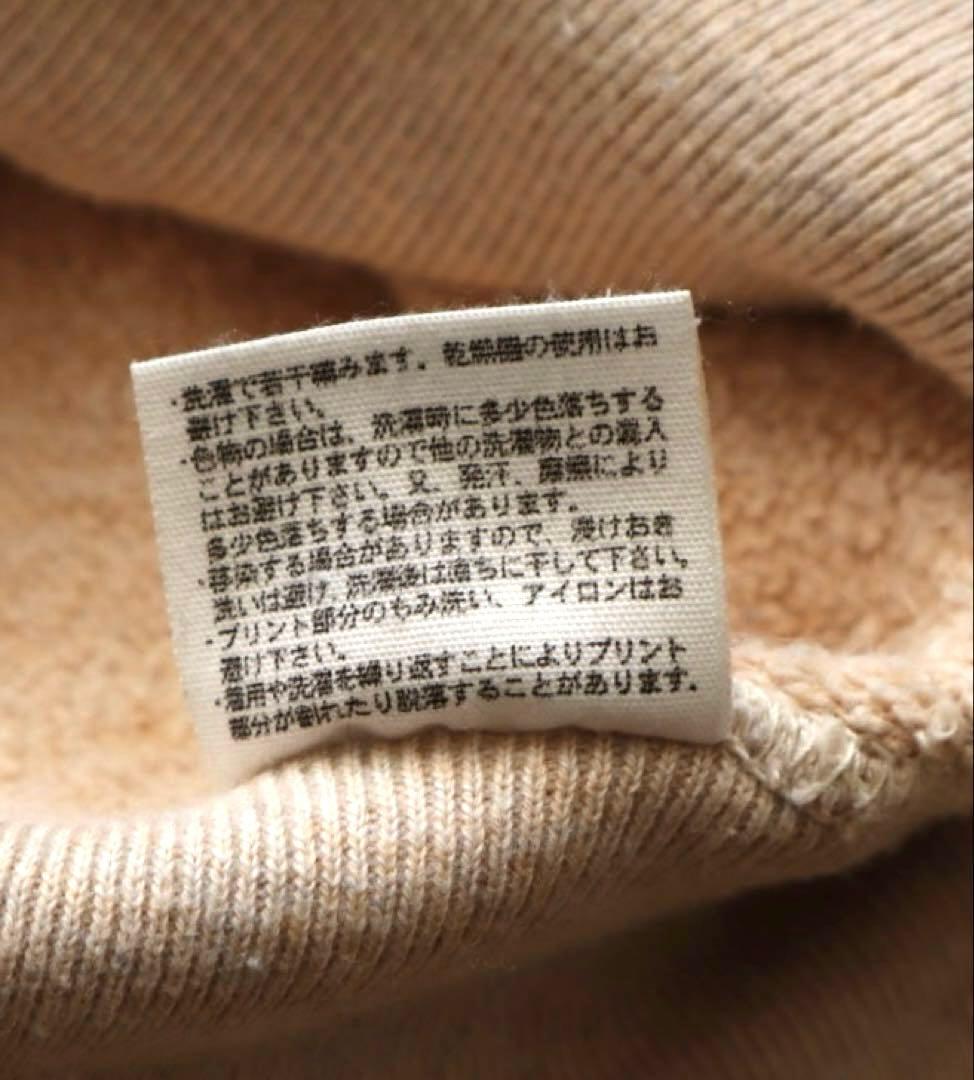 ・洗濯で若干縮みます。乾燥機の使用はお
避け下さい。
・色物の場合は、洗濯時に多少色落ちする
ことがありますので他の洗濯物との混入
はお避け下さい。又、発汗、摩擦により
多少色落ちする場合があります。
・移染する場合がありますので、浸けおき
洗いは避け、洗濯後は直ちに干して下さい。
・プリント部分のもみ洗い、アイロンはお
避け下さい。
・着用や洗濯を繰り返すことによりプリント
部分が割れたり脱落することがあります。